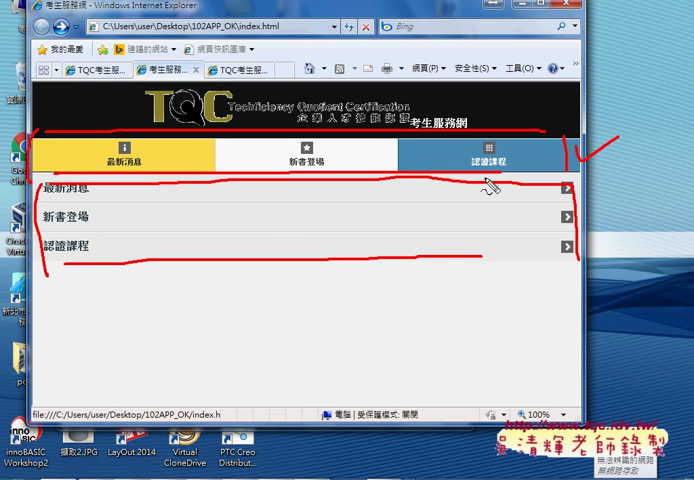 考生服務網 - Windows Internet Explorer
C:\Users\user\Desktop\102APP_OK\index.html
Bing
我的最愛
建議的網站
網頁快訊圖庫
TQC考生服...
考生服務...
TQC考生服...
網頁(P)
安全性(S)
工具(O)
TQC Techficiency Quotient Certification
企業人才技能認證
考生服務網
最新消息
新書登場
認證課程
最新消息
新書登場
認證課程
file:///C:/Users/user/Desktop/102APP_OK/index.h
電腦 | 受保護模式: 關閉
100%
innoBASIC Workshop2
擷取2.JPG
LayOut 2014
Virtual CloneDrive
PTC Creo Distribut...
吳清輝老師錄製
無法辨識的網路
無網路存取